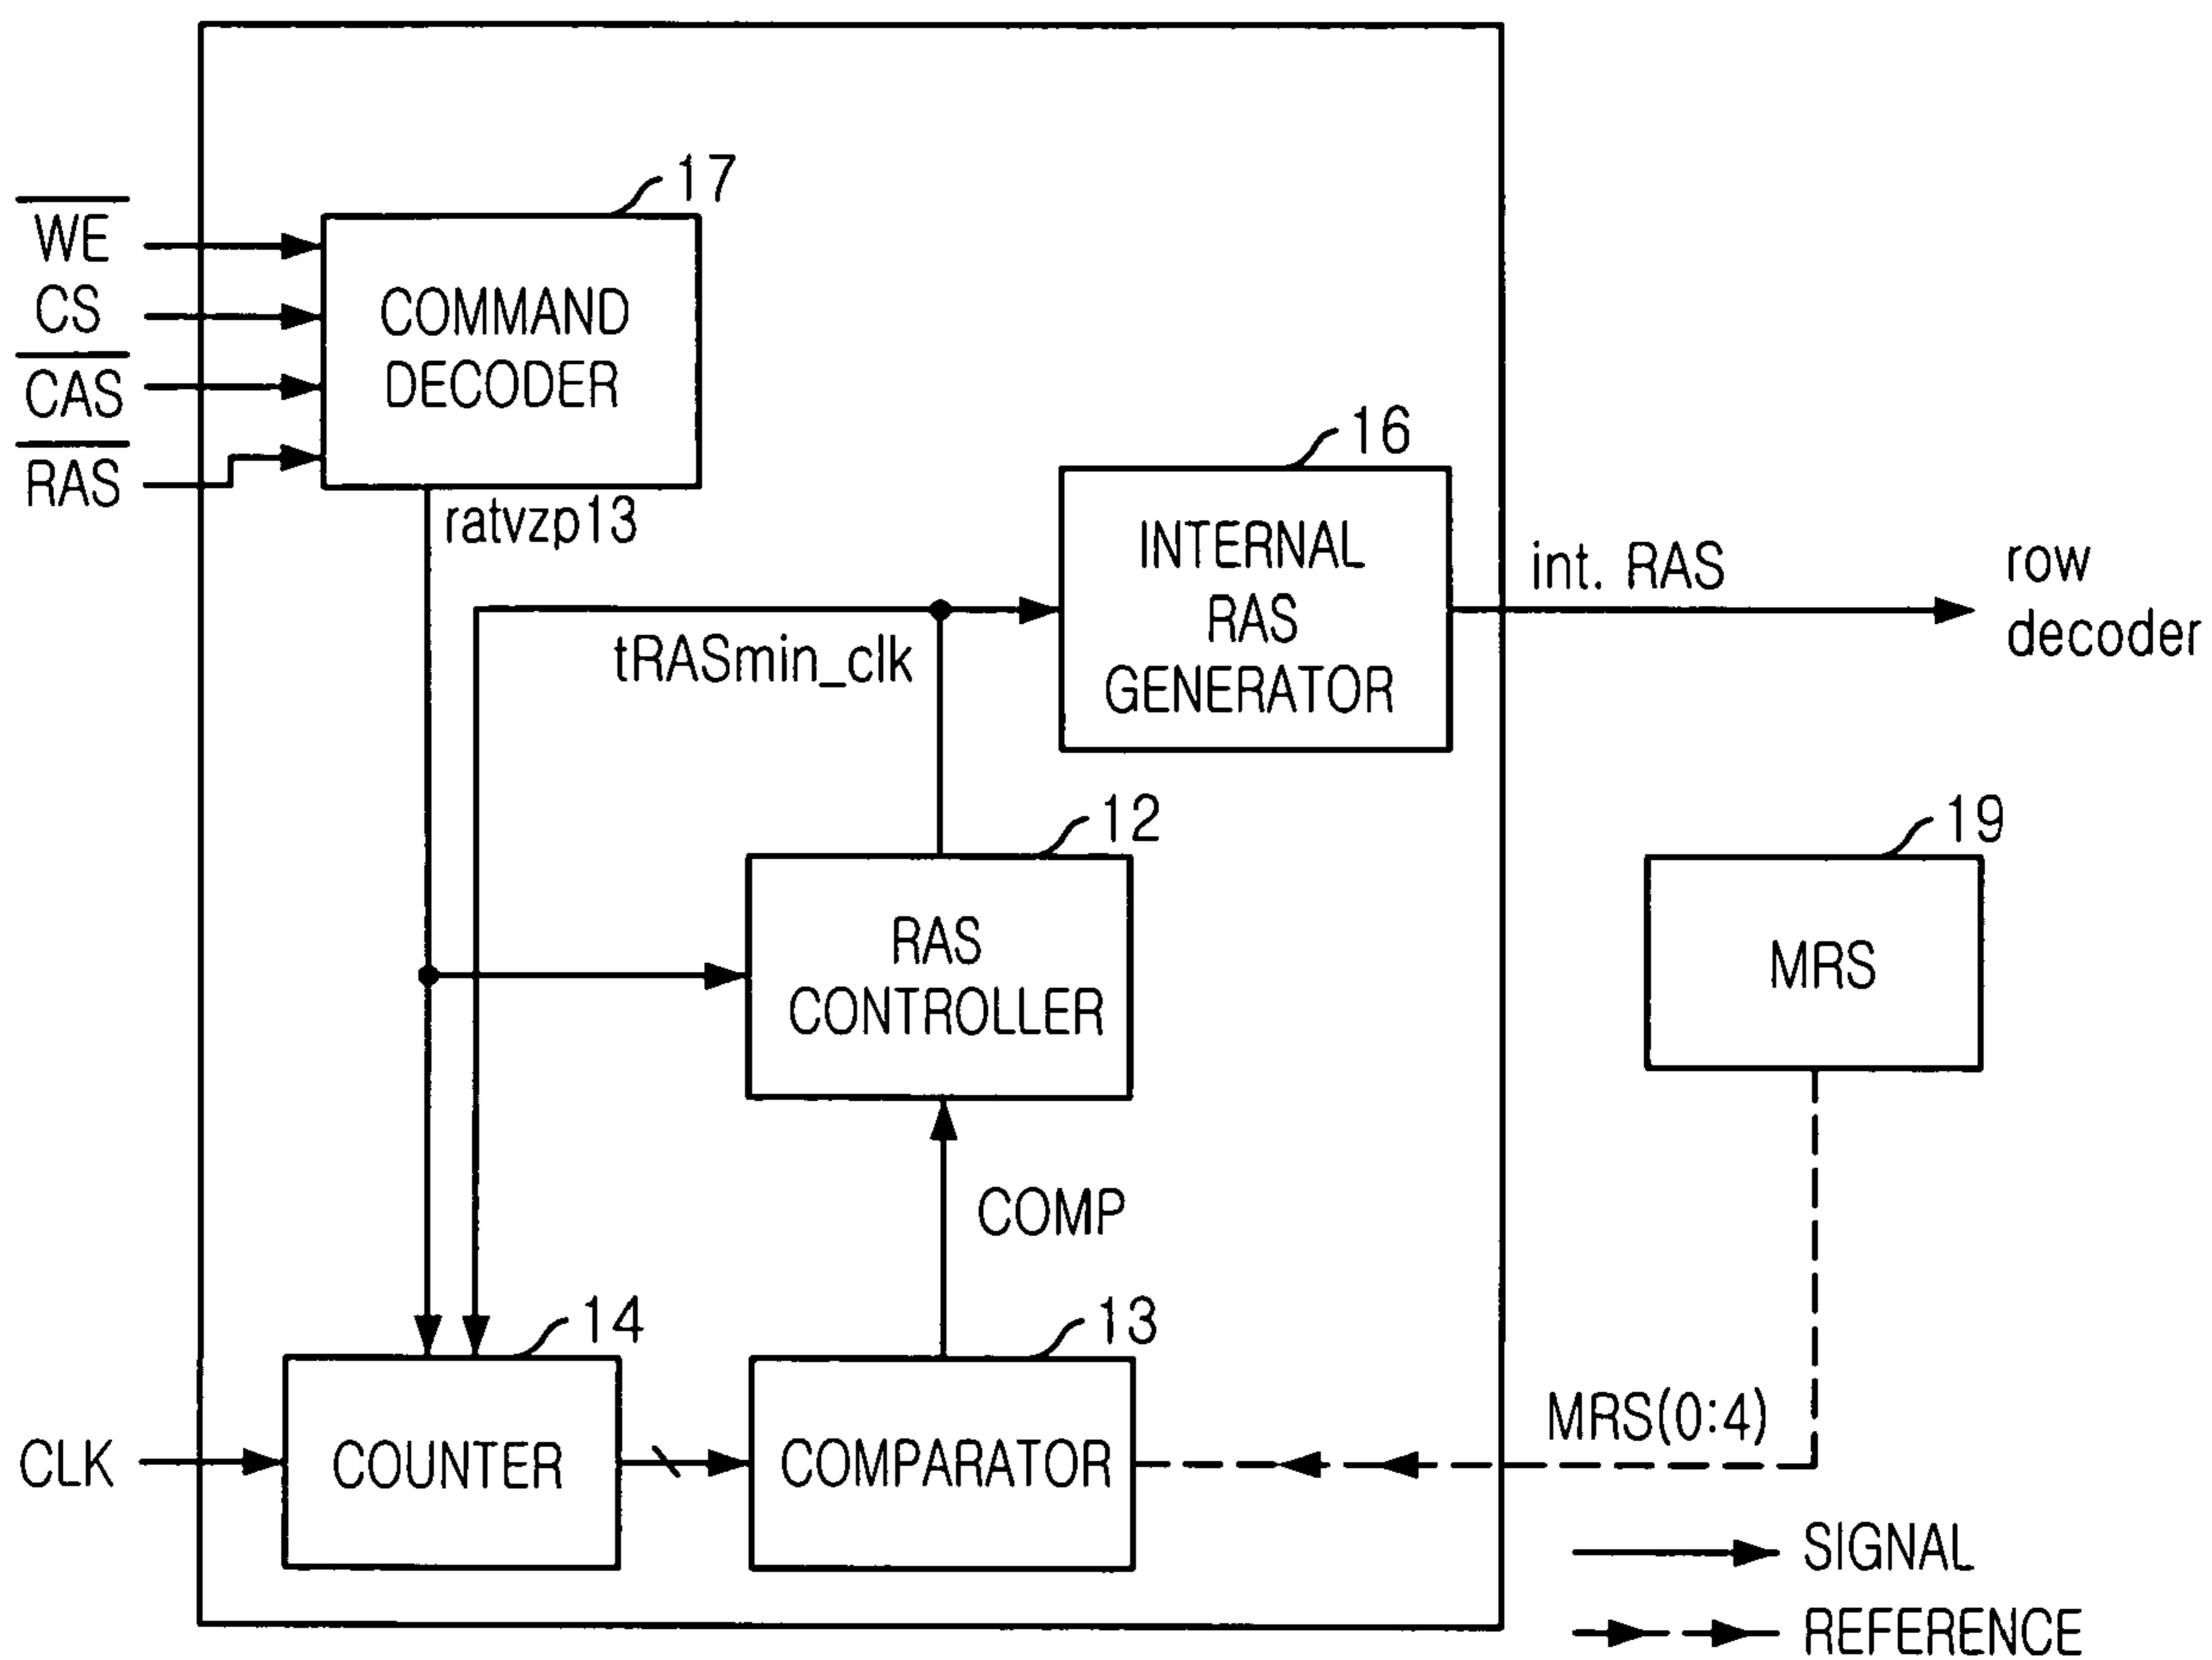 17
WE
CS
CAS
RAS
COMMAND
DECODER
ratvzp13
16
INTERNAL
RAS
GENERATOR
int. RAS
row
decoder
tRASmin_clk
12
RAS
CONTROLLER
19
MRS
COMP
14
13
CLK
COUNTER
COMPARATOR
MRS(0:4)
SIGNAL
REFERENCE